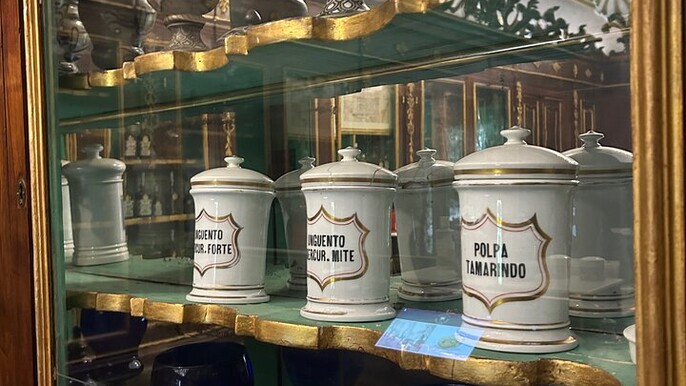 UNGUENTO
MERCUR. FORTE
UNGUENTO
MERCUR. MITE
POLPA
TAMARINDO